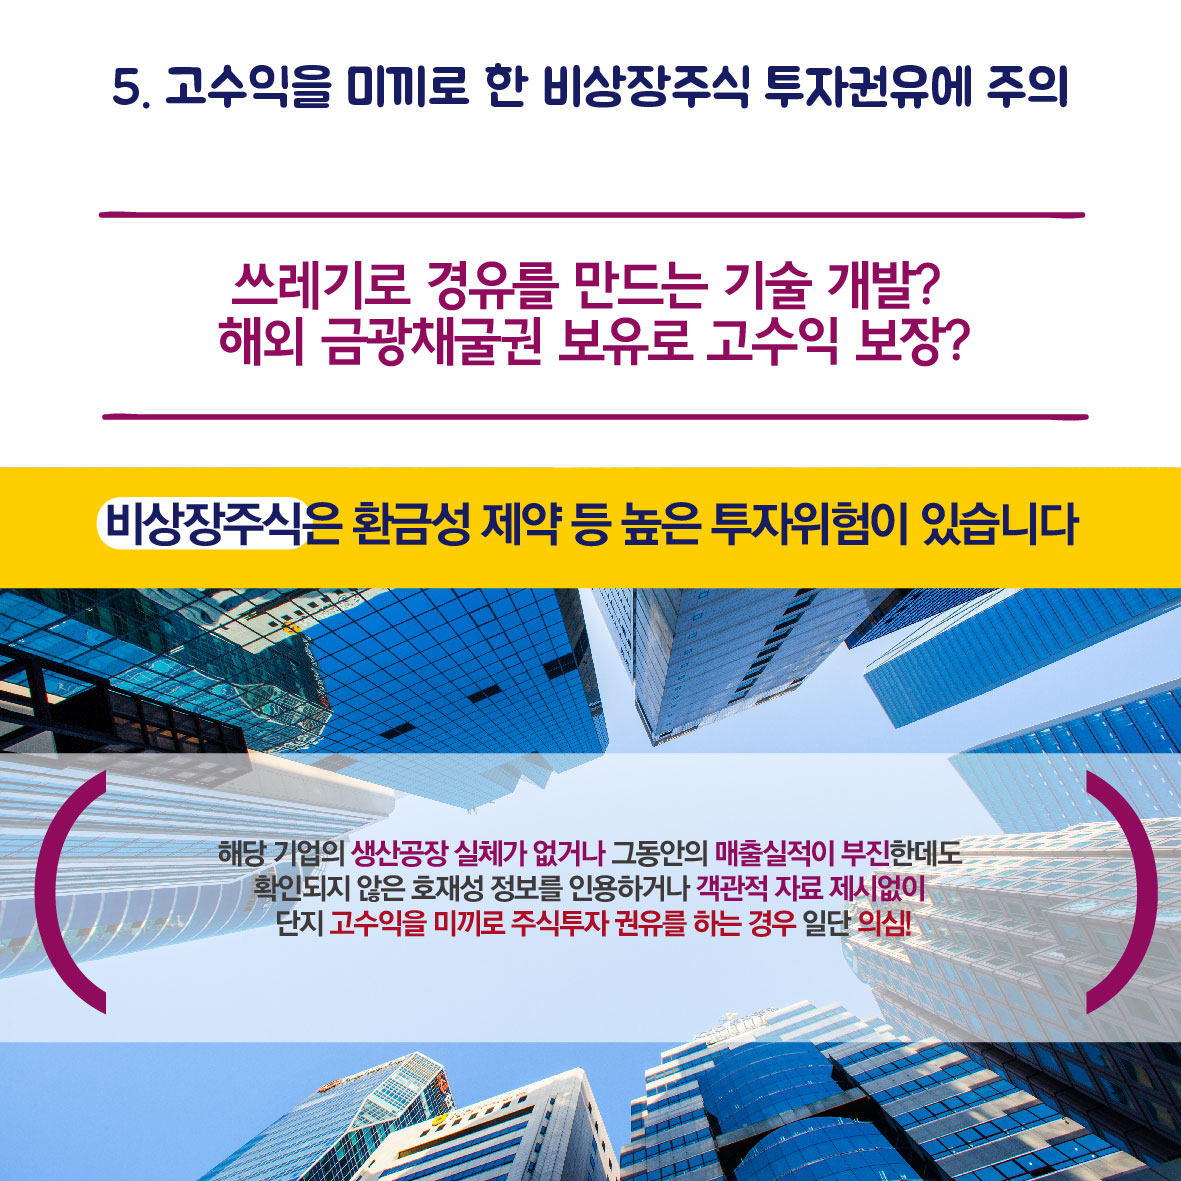 5. 고수익을 미끼로 한 비상장주식 투자권유에 주의
쓰레기로 경유를 만드는 기술 개발?
해외 금광채굴권 보유로 고수익 보장?
비상장주식은 환금성 제약 등 높은 투자위험이 있습니다
해당 기업의 생산공장 실체가 없거나 그동안의 매출실적이 부진한데도
확인되지 않은 호재성 정보를 인용하거나 객관적 자료 제시없이
단지 고수익을 미끼로 주식투자 권유를 하는 경우 일단 의심!